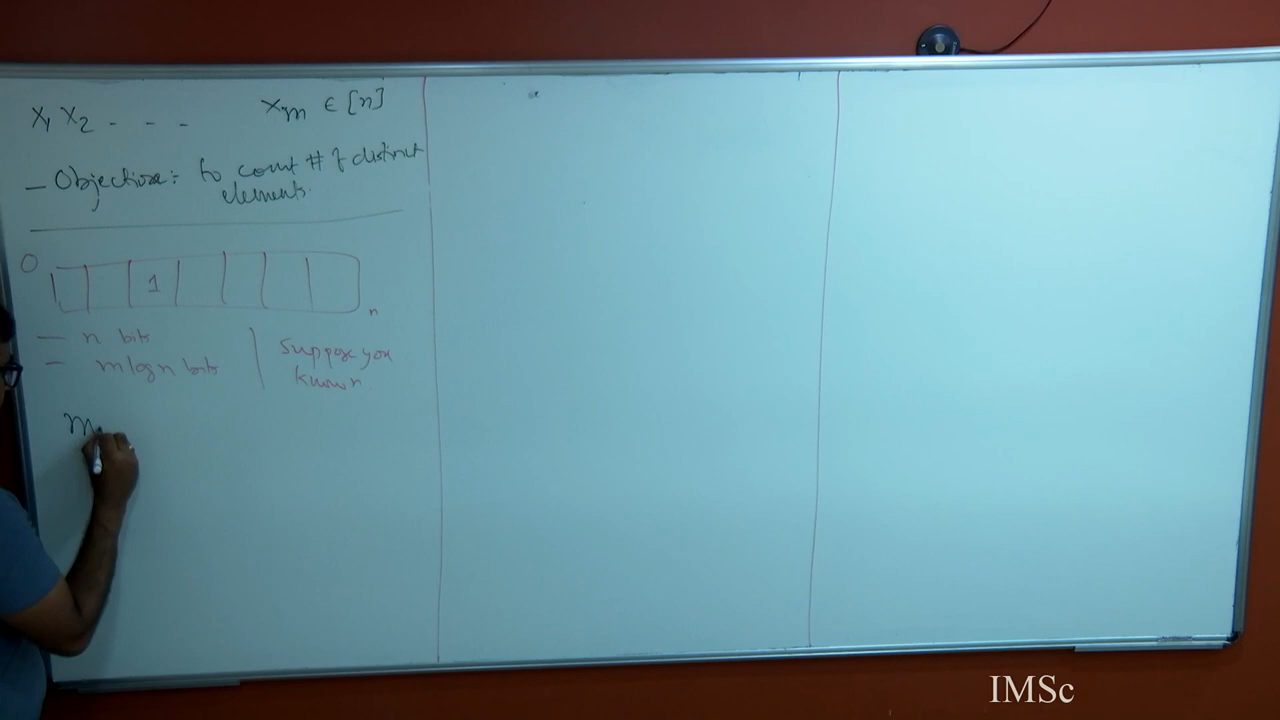 x₁ x₂ - - - xₘ ∈ [n]
— Objective: to count # of distinct
elements.
0
1
n
— n bits
— m log n bits
Suppose you
know n
m
IMSc